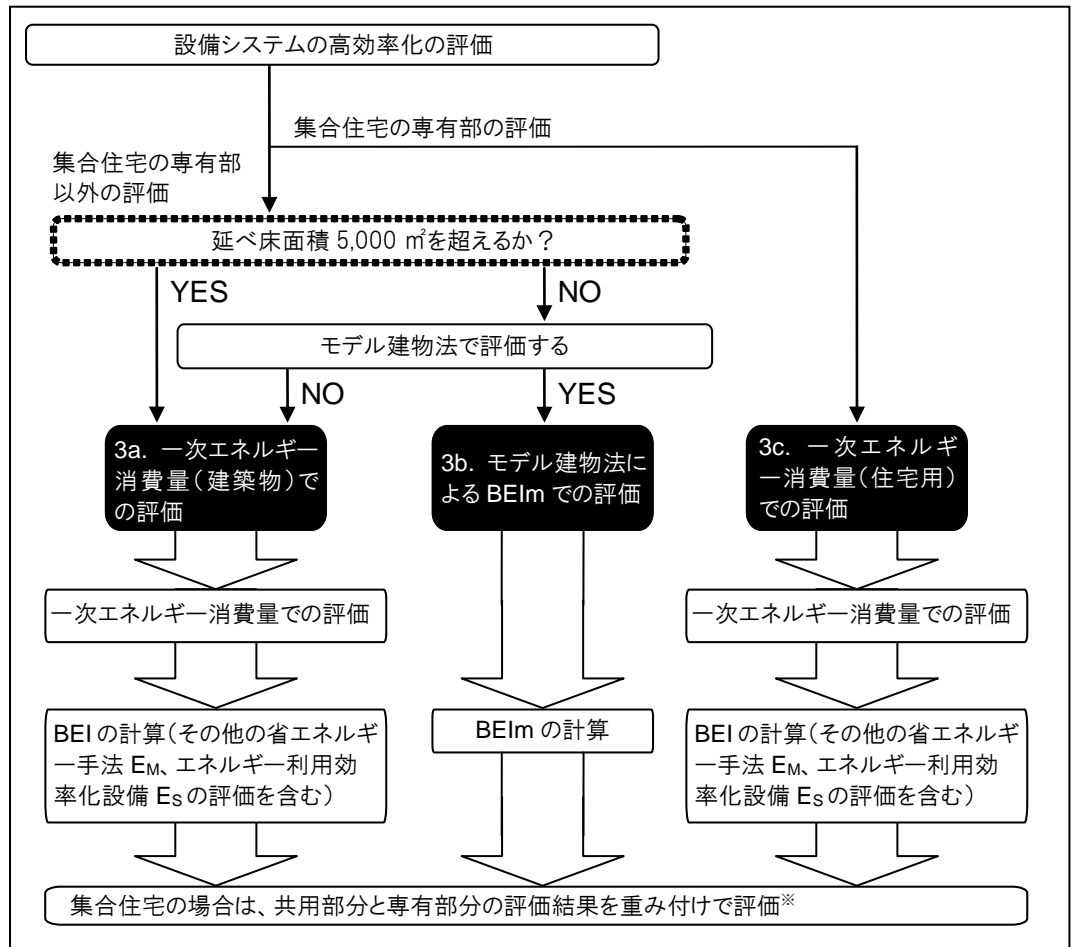 設備システムの高効率化の評価
集合住宅の専有部の評価
集合住宅の専有部
以外の評価
延べ床面積 5,000 ㎡を超えるか?
YES
NO
モデル建物法で評価する
NO
YES
3a. 一次エネルギー
消費量(建築物)で
の評価
3b. モデル建物法に
よる BEIm での評価
3c. 一次エネルギ
ー消費量(住宅用)
での評価
一次エネルギー消費量での評価
一次エネルギー消費量での評価
BEI の計算(その他の省エネルギ
ー手法 EM、エネルギー利用効
率化設備 ES の評価を含む)
BEIm の計算
BEI の計算(その他の省エネルギ
ー手法 EM、エネルギー利用効
率化設備 ES の評価を含む)
集合住宅の場合は、共用部分と専有部分の評価結果を重み付けで評価※